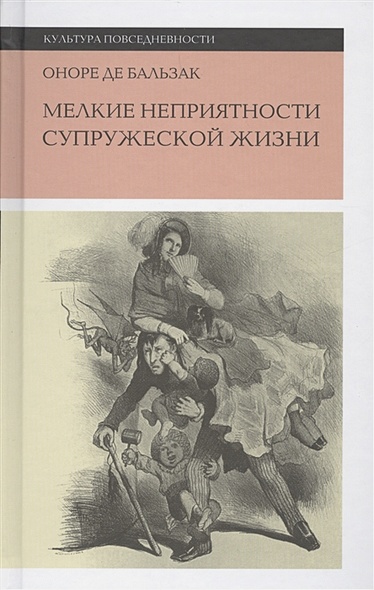 КУЛЬТУРА ПОВСЕДНЕВНОСТИ
ОНОРЕ ДЕ БАЛЬЗАК
МЕЛКИЕ НЕПРИЯТНОСТИ
СУПРУЖЕСКОЙ ЖИЗНИ